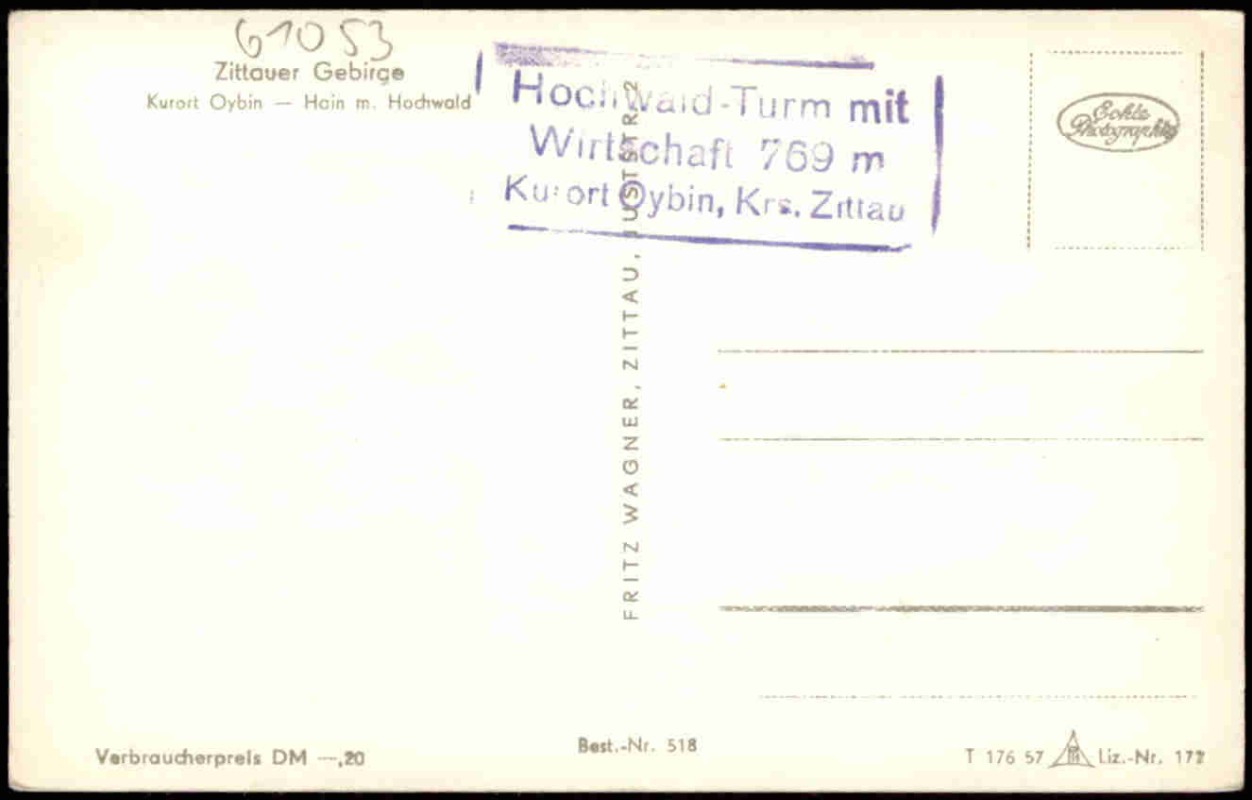 61053
Zittauer Gebirge
Kurort Oybin — Hain m. Hochwald
Hochwald-Turm mit
Wirtschaft 769 m
Kurort Oybin, Krs. Zittau
Echte
Photographie
FRITZ WAGNER, ZITTAU,
Verbraucherpreis DM —,20
Best.-Nr. 518
T 176 57 Liz.-Nr. 172